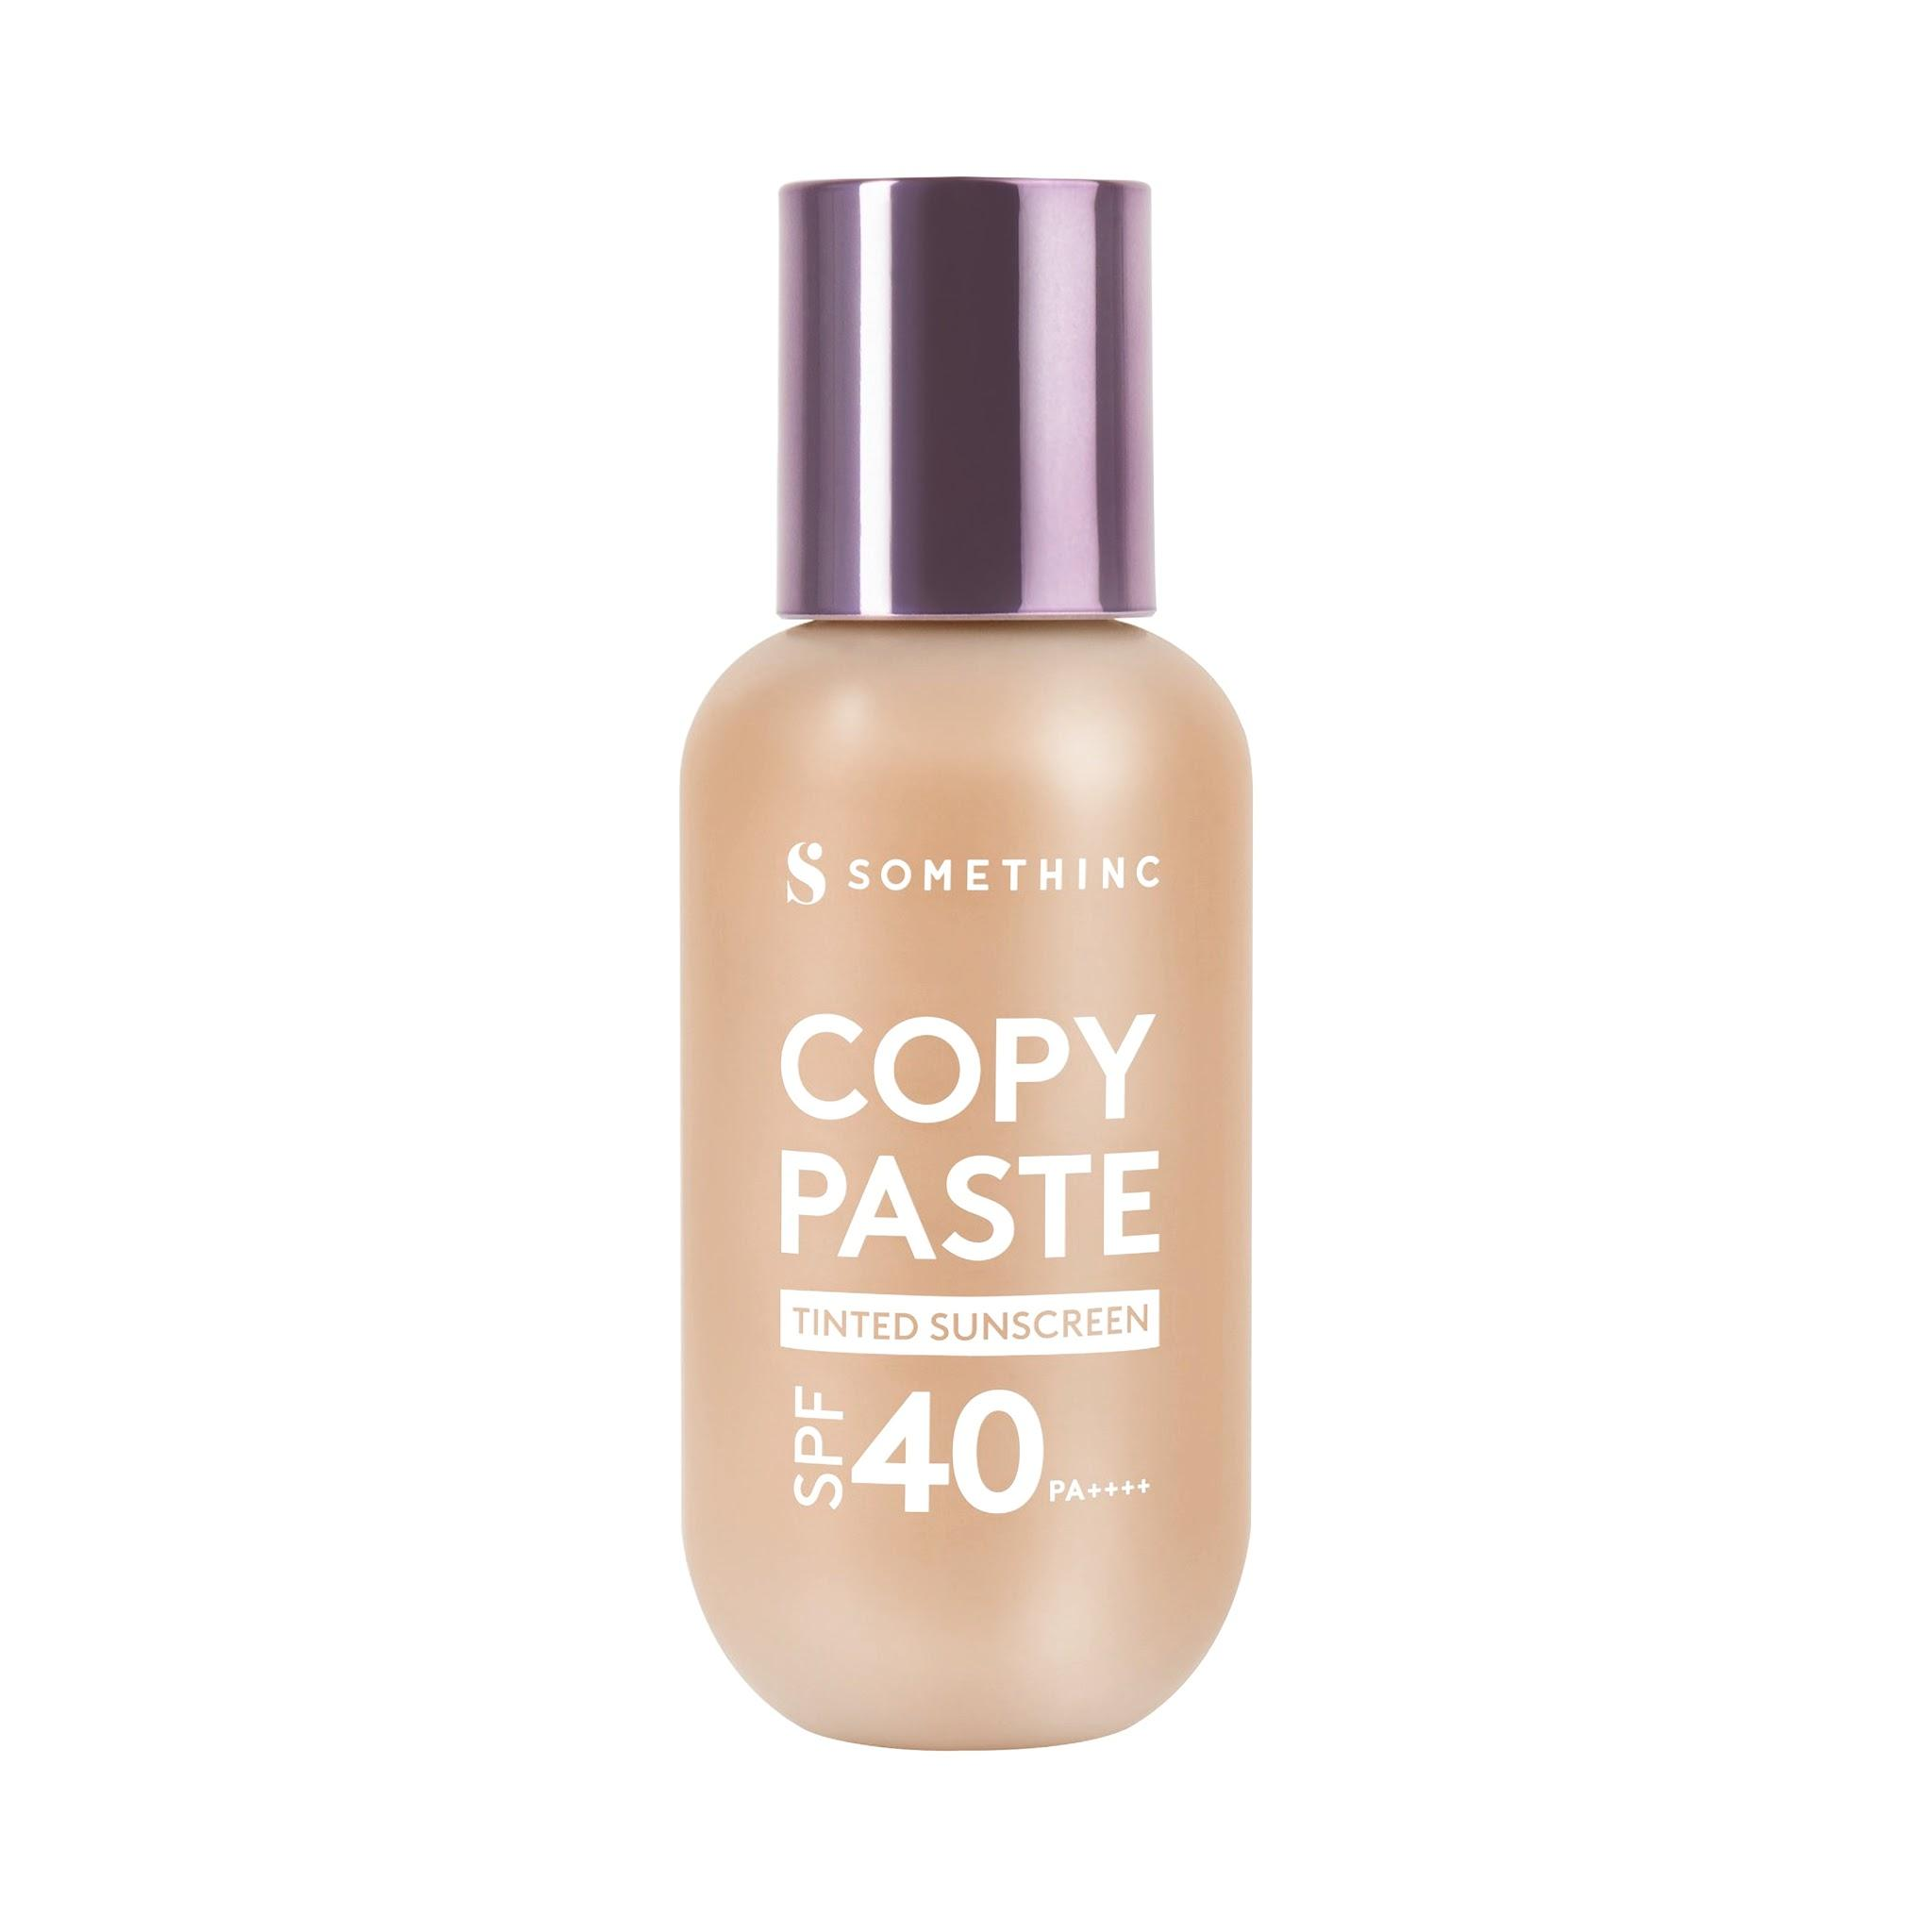 S SOMETHINC
COPY
PASTE
TINTED SUNSCREEN
SPF 40 PA++++